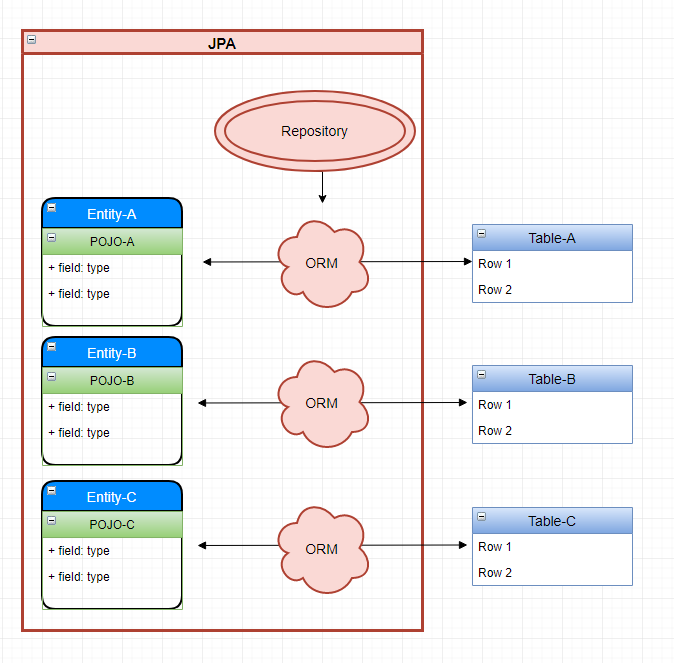 JPA
Repository
Entity-A
POJO-A
+ field: type
+ field: type
ORM
Table-A
Row 1
Row 2
Entity-B
POJO-B
+ field: type
+ field: type
ORM
Table-B
Row 1
Row 2
Entity-C
POJO-C
+ field: type
+ field: type
ORM
Table-C
Row 1
Row 2